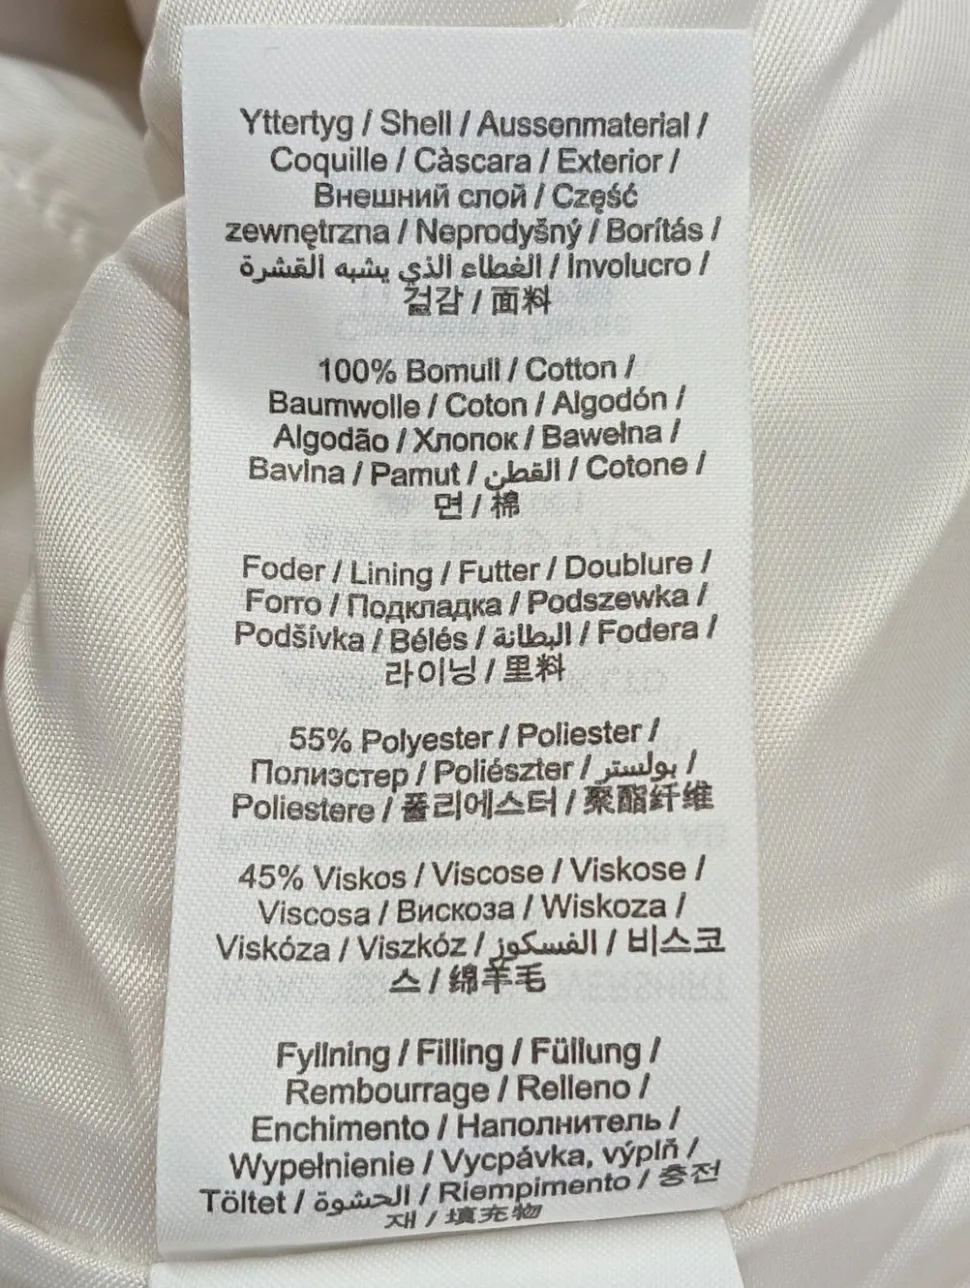 Yttertyg / Shell / Aussenmaterial /
Coquille / Càscara / Exterior /
Внешний слой / Część
zewnętrzna / Neprodyšný / Borítás /
الغطاء الذي يشبه القشرة / Involucro /
겉감 / 面料
100% Bomull / Cotton /
Baumwolle / Coton / Algodón /
Algodão / Хлопок / Bawełna /
Bavlna / Pamut / القطن / Cotone /
면 / 棉
Foder / Lining / Futter / Doublure /
Forro / Подкладка / Podszewka /
Podšívka / Bélés / البطانة / Fodera /
라이닝 / 里料
55% Polyester / Poliester /
Полиэстер / Poliészter / بولستر /
Poliestere / 폴리에스터 / 聚酯纤维
45% Viskos / Viscose / Viskose /
Viscosa / Вискоза / Wiskoza /
Viskóza / Viszkóz / الفسكوز / 비스코
스 / 绵羊毛
Fyllning / Filling / Füllung /
Rembourrage / Relleno /
Enchimento / Наполнитель /
Wypełnienie / Vycpávka, výplň /
Töltet / الحشوة / Riempimento / 충전
재 / 填充物